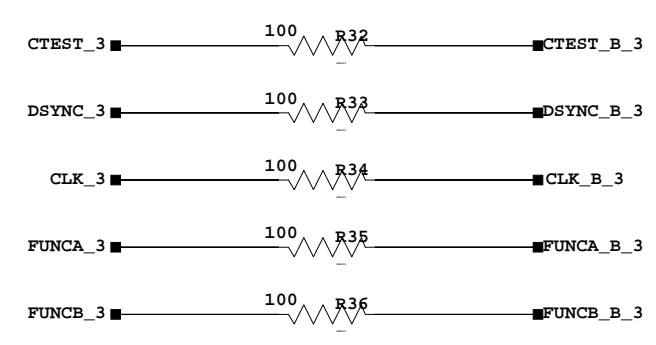 CTEST_3 100 R32 CTEST_B_3
DSYNC_3 100 R33 DSYNC_B_3
CLK_3 100 R34 CLK_B_3
FUNCA_3 100 R35 FUNCA_B_3
FUNCB_3 100 R36 FUNCB_B_3